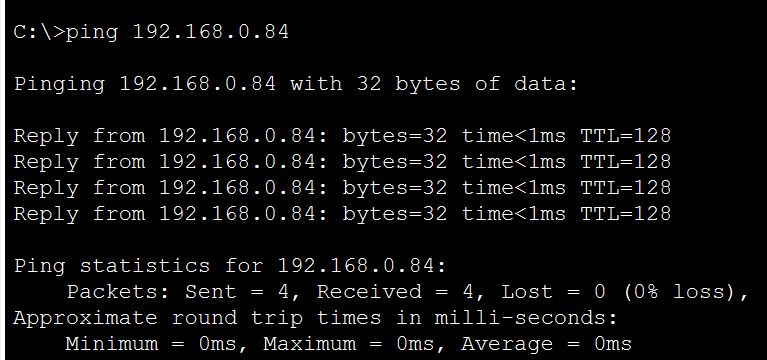 C:\>ping 192.168.0.84
Pinging 192.168.0.84 with 32 bytes of data:
Reply from 192.168.0.84: bytes=32 time<1ms TTL=128
Reply from 192.168.0.84: bytes=32 time<1ms TTL=128
Reply from 192.168.0.84: bytes=32 time<1ms TTL=128
Reply from 192.168.0.84: bytes=32 time<1ms TTL=128
Ping statistics for 192.168.0.84:
    Packets: Sent = 4, Received = 4, Lost = 0 (0% loss),
Approximate round trip times in milli-seconds:
    Minimum = 0ms, Maximum = 0ms, Average = 0ms